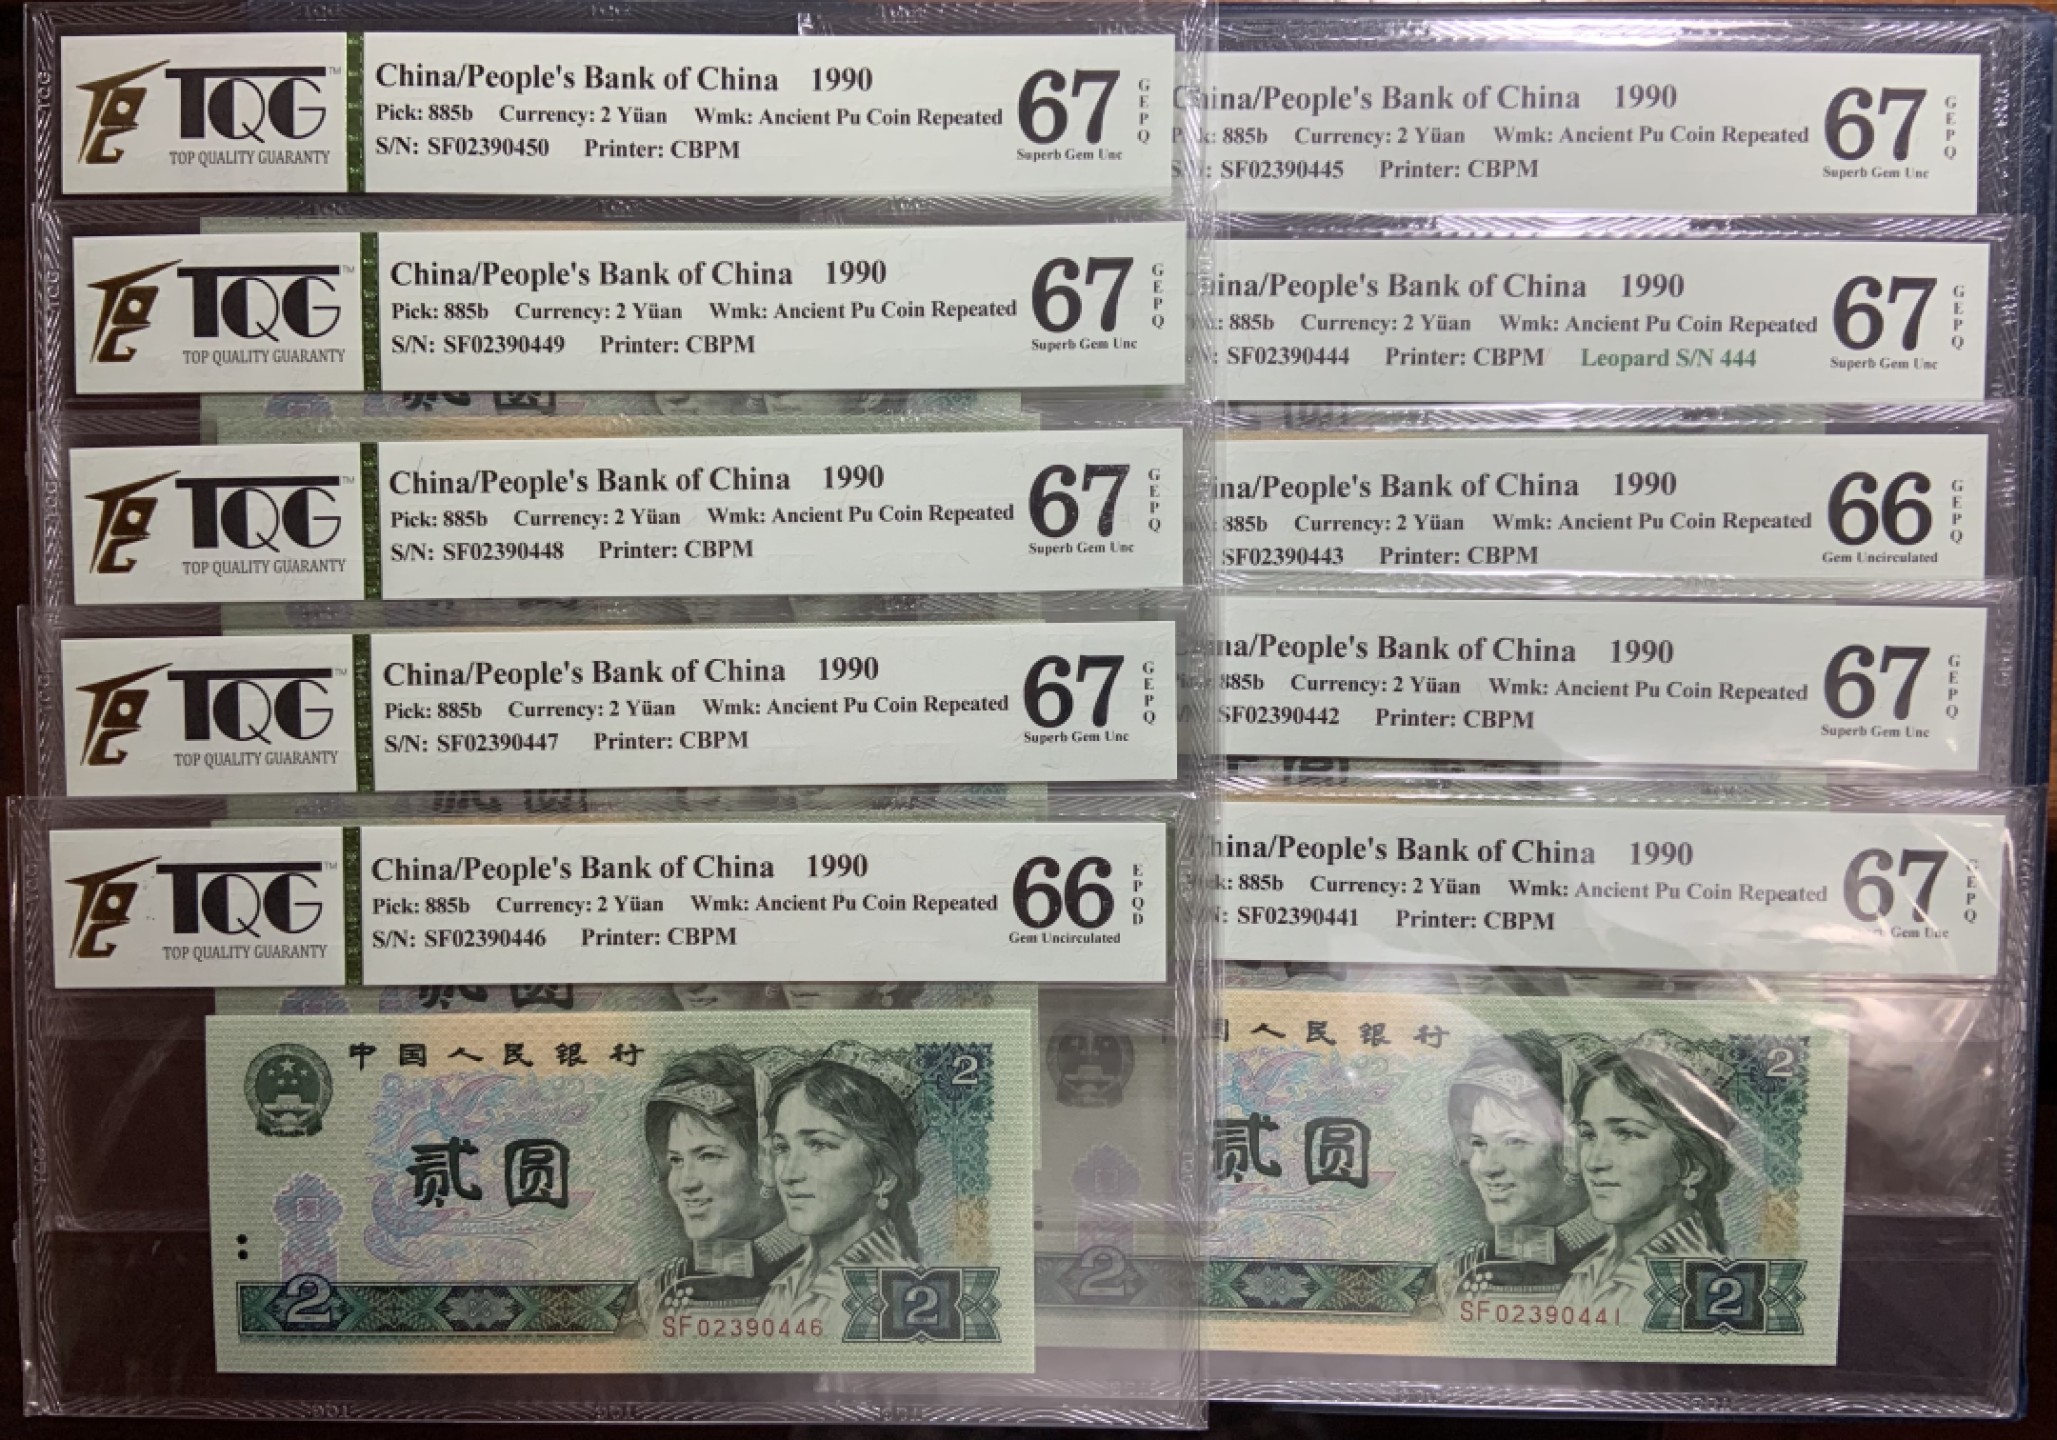 TQG™
TOP QUALITY GUARANTY
China/People's Bank of China 1990
Pick: 885b Currency: 2 Yüan Wmk: Ancient Pu Coin Repeated
S/N: SF02390450 Printer: CBPM
67
Superb Gem Unc
GEPQ
TQG™
TOP QUALITY GUARANTY
China/People's Bank of China 1990
Pick: 885b Currency: 2 Yüan Wmk: Ancient Pu Coin Repeated
S/N: SF02390449 Printer: CBPM
67
Superb Gem Unc
GEPQ
TQG™
TOP QUALITY GUARANTY
China/People's Bank of China 1990
Pick: 885b Currency: 2 Yüan Wmk: Ancient Pu Coin Repeated
S/N: SF02390448 Printer: CBPM
67
Superb Gem Unc
GEPQ
TQG™
TOP QUALITY GUARANTY
China/People's Bank of China 1990
Pick: 885b Currency: 2 Yüan Wmk: Ancient Pu Coin Repeated
S/N: SF02390447 Printer: CBPM
67
Superb Gem Unc
GEPQ
TQG™
TOP QUALITY GUARANTY
China/People's Bank of China 1990
Pick: 885b Currency: 2 Yüan Wmk: Ancient Pu Coin Repeated
S/N: SF02390446 Printer: CBPM
66
Gem Uncirculated
EPQD
中国人民银行
2
贰圆
2
2
SF02390446
China/People's Bank of China 1990
885b Currency: 2 Yüan Wmk: Ancient Pu Coin Repeated
SF02390445 Printer: CBPM
67
Superb Gem Unc
GEPQ
ina/People's Bank of China 1990
885b Currency: 2 Yüan Wmk: Ancient Pu Coin Repeated
SF02390444 Printer: CBPM Leopard S/N 444
67
Superb Gem Unc
GEPQ
ina/People's Bank of China 1990
885b Currency: 2 Yüan Wmk: Ancient Pu Coin Repeated
SF02390443 Printer: CBPM
66
Gem Uncirculated
GEPQ
na/People's Bank of China 1990
885b Currency: 2 Yüan Wmk: Ancient Pu Coin Repeated
SF02390442 Printer: CBPM
67
Superb Gem Unc
GEPQ
hina/People's Bank of China 1990
885b Currency: 2 Yüan Wmk: Ancient Pu Coin Repeated
SF02390441 Printer: CBPM
67
Gem Unc
GEPQ
人民银行
2
贰圆
2
SF02390441